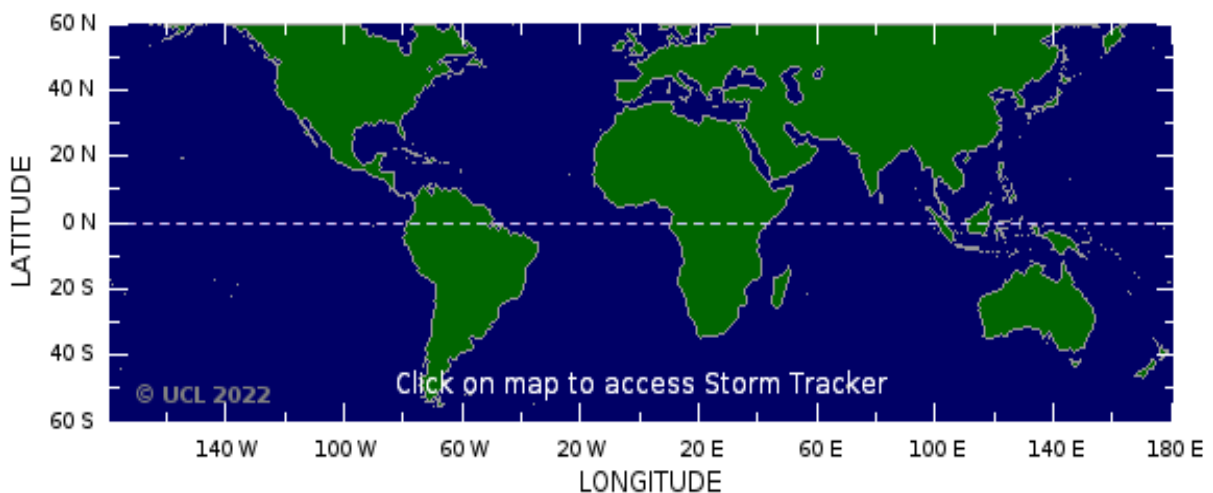 60 N
40 N
20 N
0 N
20 S
40 S
60 S
LATITUDE
Click on map to access Storm Tracker
© UCL 2022
140 W 100 W 60 W 20 W 20 E 60 E 100 E 140 E 180 E
LONGITUDE